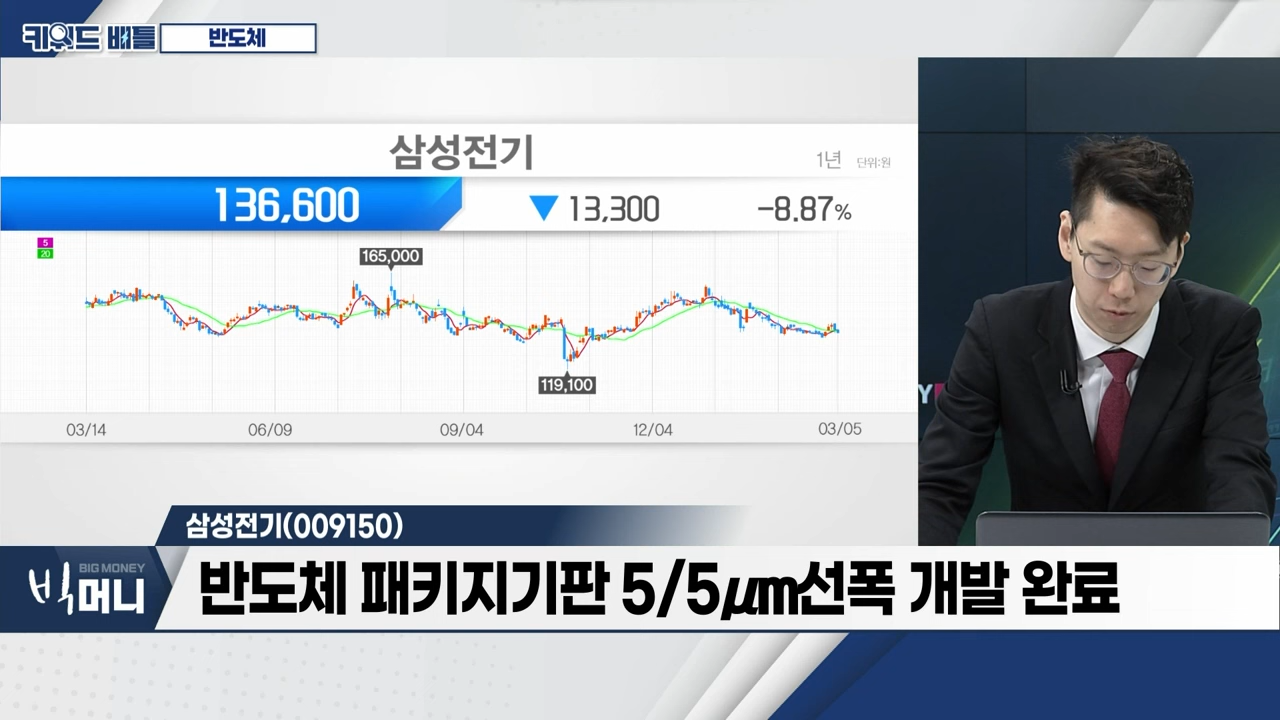 키워드 배틀
반도체
삼성전기
1년 단위:원
136,600
▼ 13,300
-8.87%
5
20
165,000
119,100
03/14 06/09 09/04 12/04 03/05
Y
삼성전기(009150)
BIG MONEY
빅머니
반도체 패키지기판 5/5㎛선폭 개발 완료